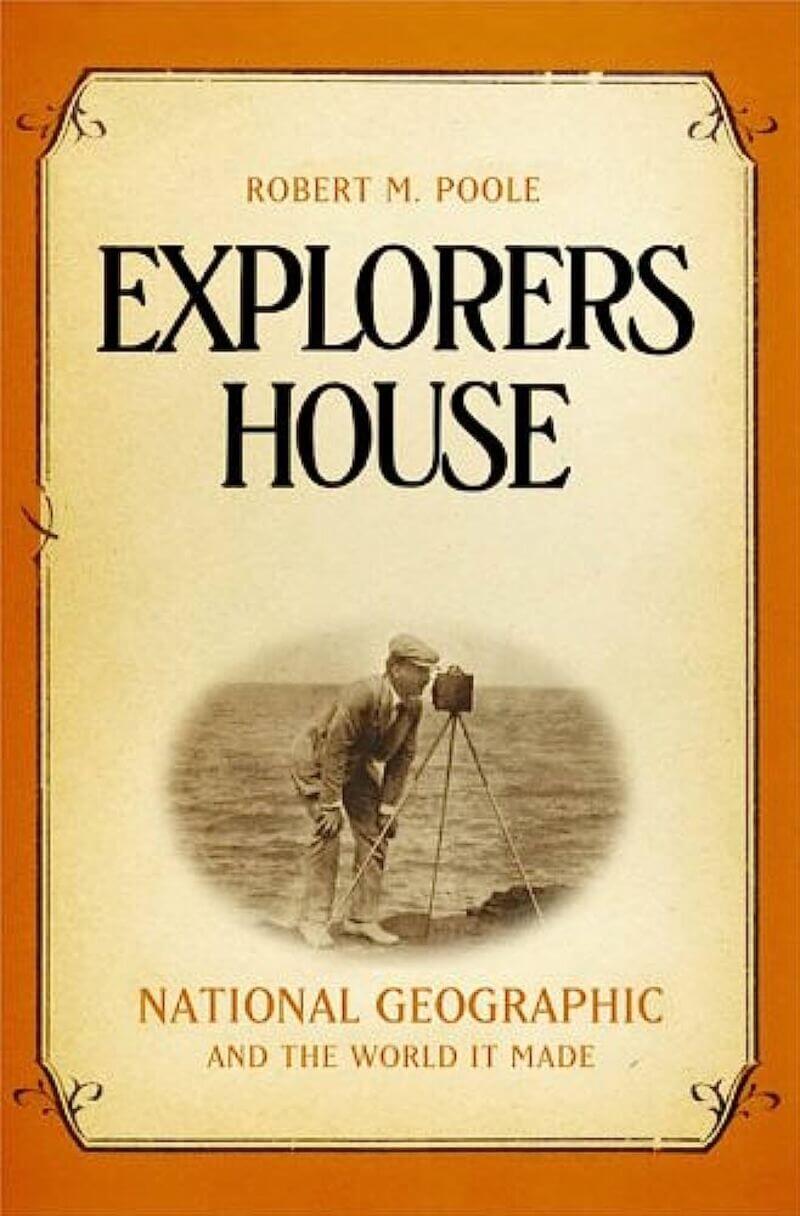 ROBERT M. POOLE
EXPLORERS
HOUSE
NATIONAL GEOGRAPHIC
AND THE WORLD IT MADE